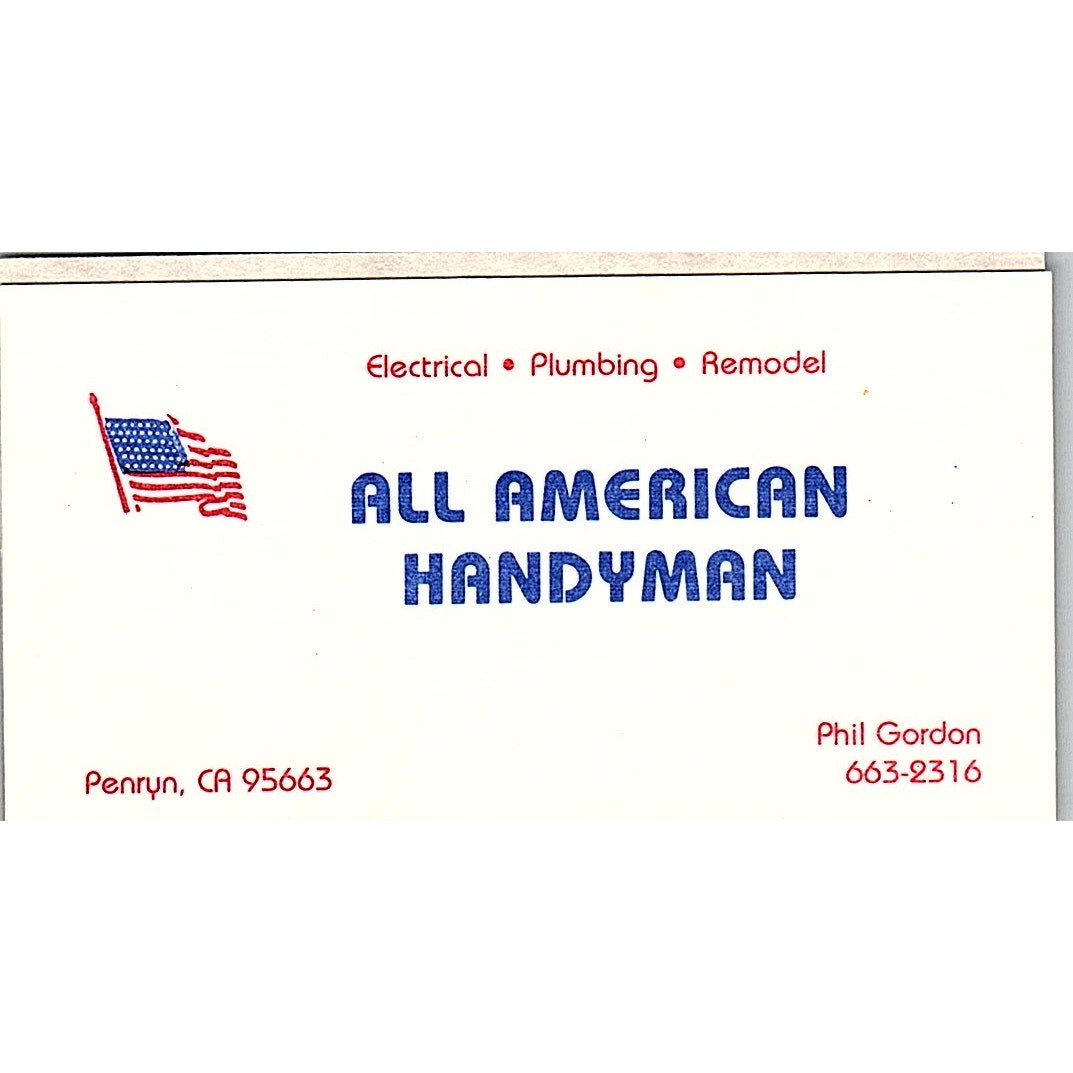 Electrical • Plumbing • Remodel
ALL AMERICAN
HANDYMAN
Phil Gordon
663-2316
Penryn, CA 95663